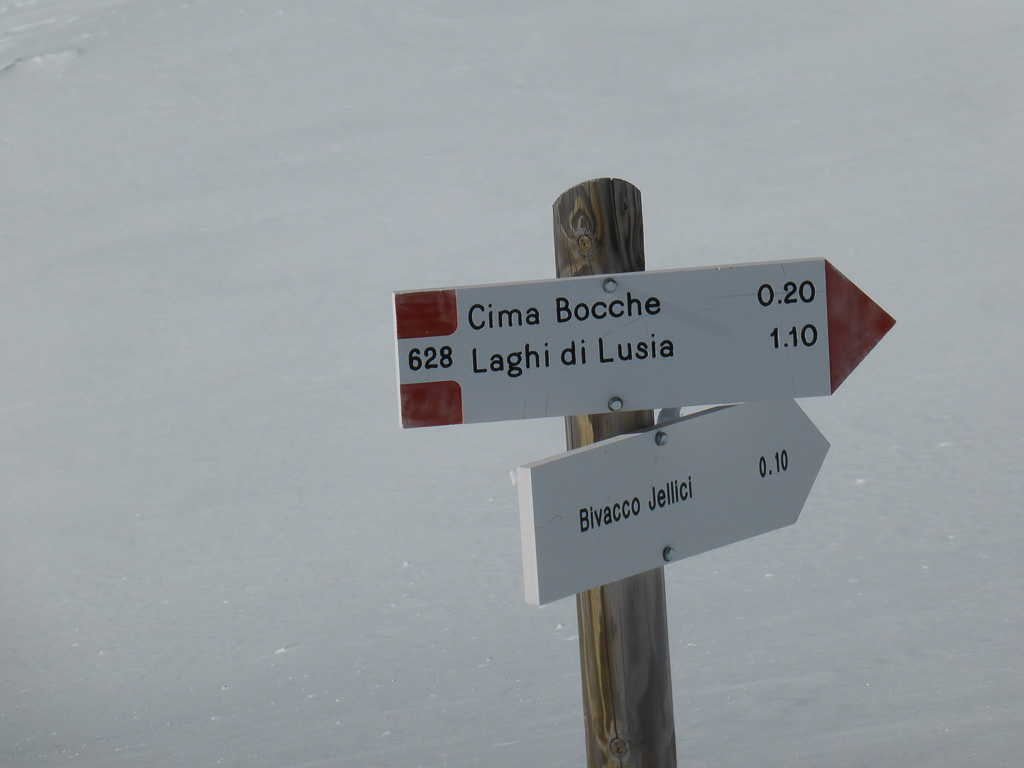 Cima Bocche 0.20
628 Laghi di Lusia 1.10
Bivacco Jellici 0.10